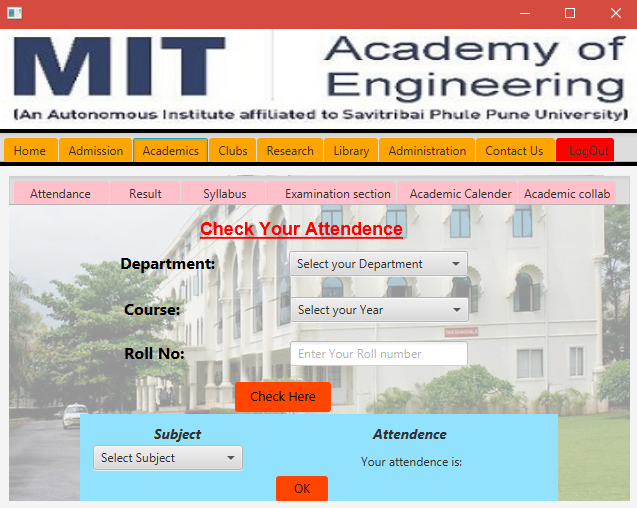 MIT Academy of
Engineering
(An Autonomous Institute affiliated to Savitribai Phule Pune University)
Home Admission Academics Clubs Research Library Administration Contact Us LogOut
Attendance Result Syllabus Examination section Academic Calender Academic collab
Check Your Attendence
Department: Select your Department
Course: Select your Year
Roll No: Enter Your Roll number
Check Here
Subject Attendence
Select Subject Your attendence is:
OK